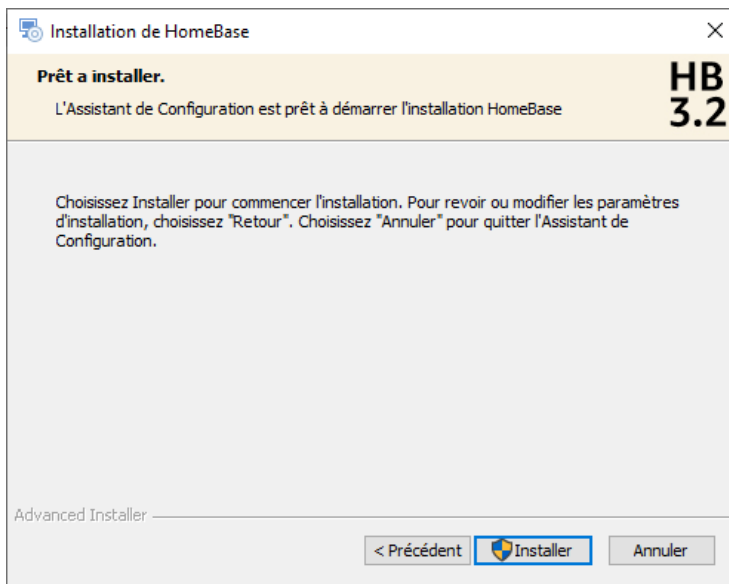 Installation de HomeBase
Prêt a installer.
L'Assistant de Configuration est prêt à démarrer l'installation HomeBase
HB
3.2
Choisissez Installer pour commencer l'installation. Pour revoir ou modifier les paramètres
d'installation, choisissez "Retour". Choisissez "Annuler" pour quitter l'Assistant de
Configuration.
Advanced Installer
< Précédent
Installer
Annuler